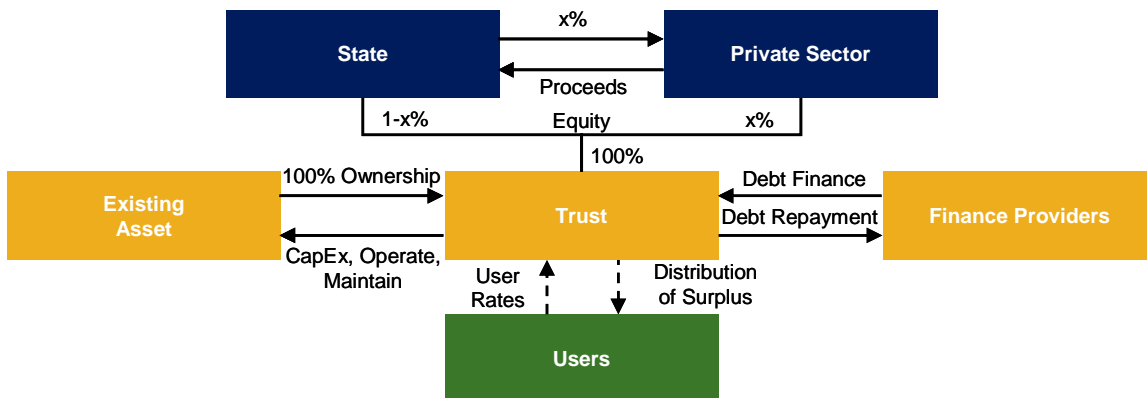 x%
State
Private Sector
Proceeds
1-x%
Equity
x%
100%
100% Ownership
Debt Finance
Existing
Asset
Trust
Finance Providers
Debt Repayment
CapEx, Operate,
Maintain
User
Rates
Distribution
of Surplus
Users